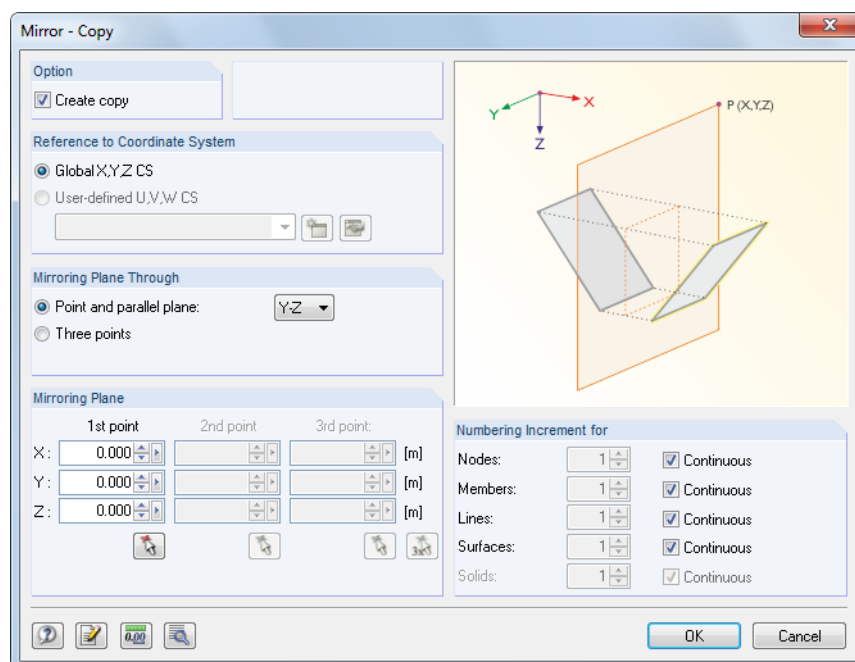 Mirror - Copy
Option
Create copy
Reference to Coordinate System
Global X,Y,Z CS
User-defined U,V,W CS
Mirroring Plane Through
Point and parallel plane: Y-Z
Three points
Mirroring Plane
1st point 2nd point 3rd point:
X: 0.000 [m]
Y: 0.000 [m]
Z: 0.000 [m]
3x
X
Y
Z
P (X,Y,Z)
Numbering Increment for
Nodes: 1 Continuous
Members: 1 Continuous
Lines: 1 Continuous
Surfaces: 1 Continuous
Solids: 1 Continuous
0.00
OK Cancel